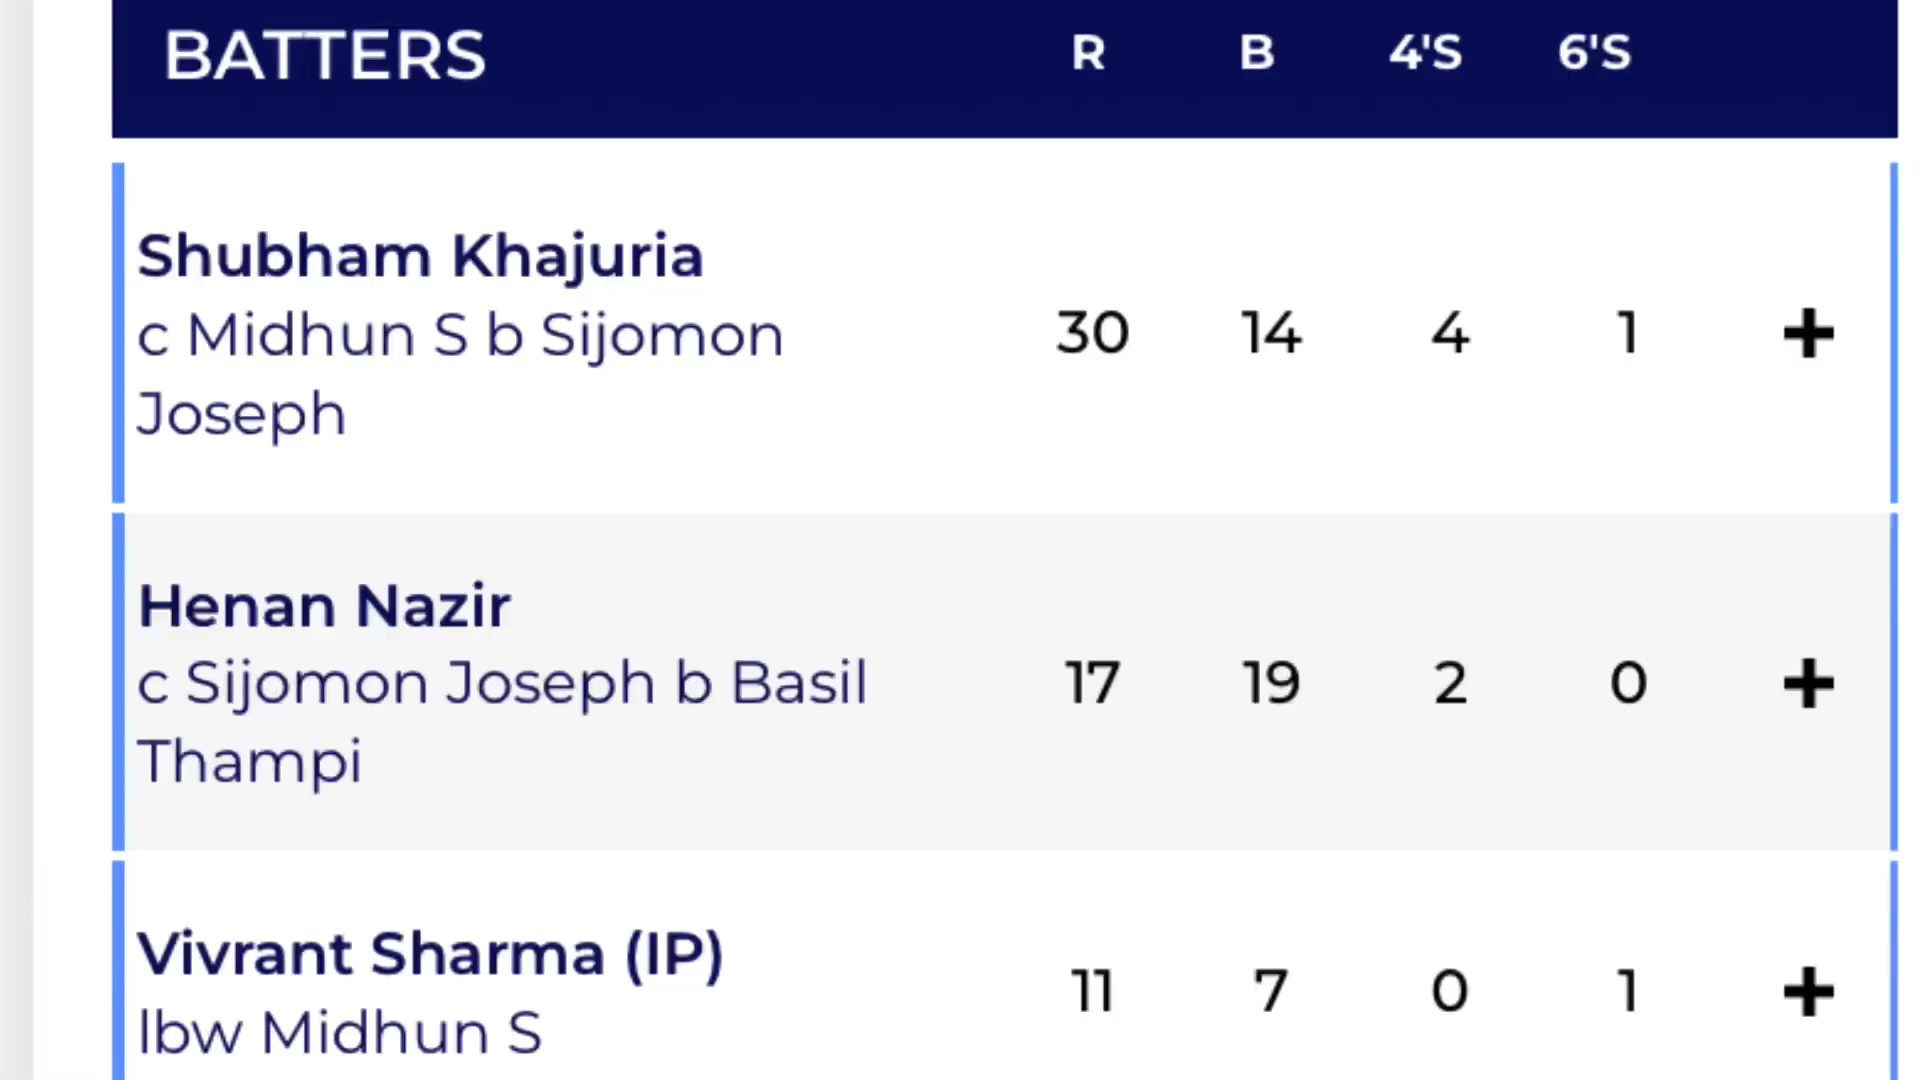 BATTERS R B 4'S 6'S
Shubham Khajuria
c Midhun S b Sijomon
Joseph
30 14 4 1 +
Henan Nazir
c Sijomon Joseph b Basil
Thampi
17 19 2 0 +
Vivrant Sharma (IP)
lbw Midhun S
11 7 0 1 +